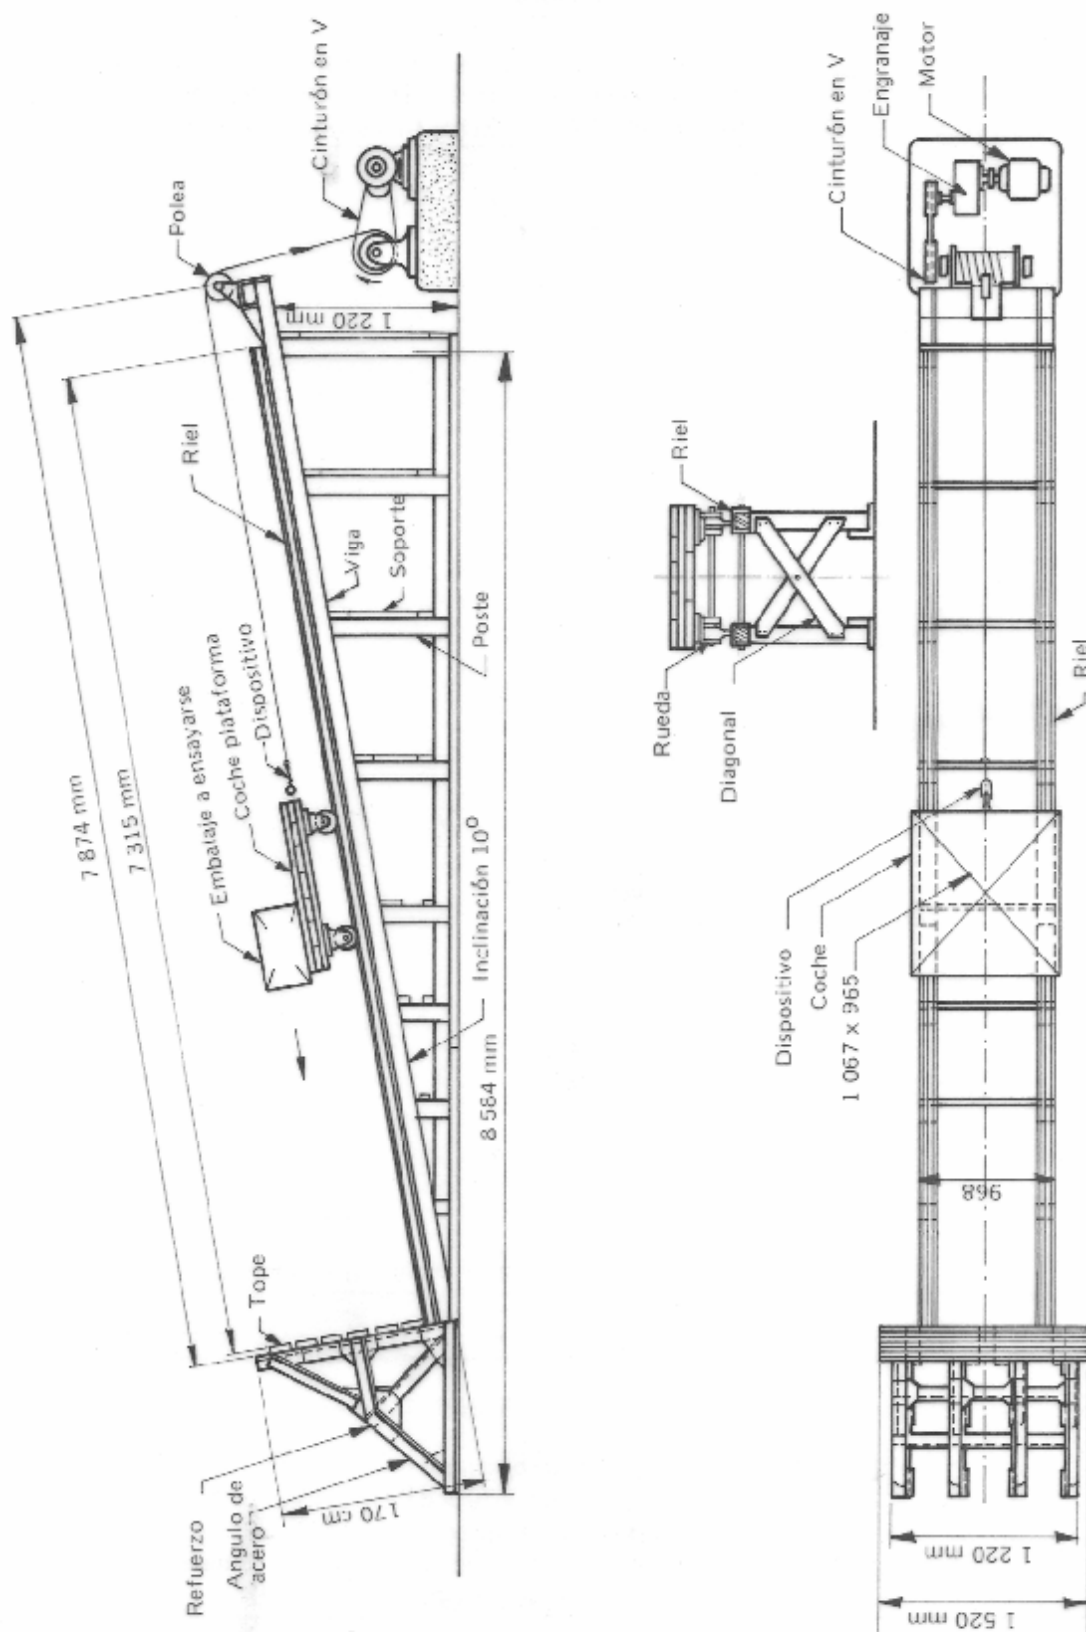 7 874 mm
7 315 mm
Embalaje a ensayarse
Coche plataforma
Dispositivo
Riel
Polea
Cinturón en V
1 220 mm
Viga
Soporte
Poste
Inclinación 10°
8 584 mm
Tope
Refuerzo
Angulo de
acero
170 cm
Rueda
Diagonal
Riel
Cinturón en V
Engranaje
Motor
Dispositivo
Coche
1 067 x 965
Riel
968
1 220 mm
1 520 mm